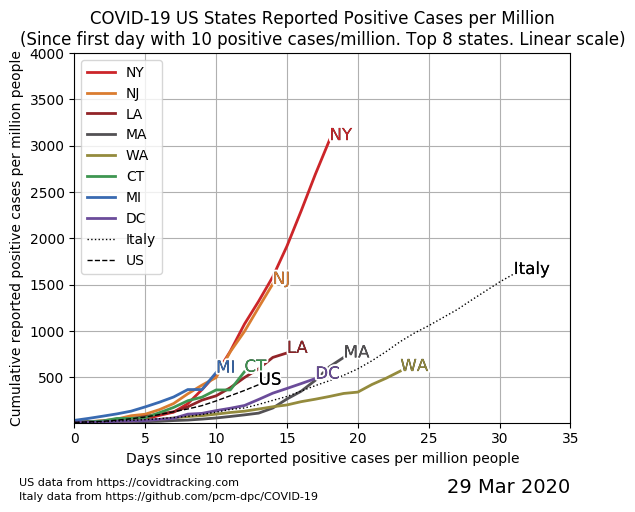 COVID-19 US States Reported Positive Cases per Million
(Since first day with 10 positive cases/million. Top 8 states. Linear scale)
Cumulative reported positive cases per million people
4000
3500
3000
2500
2000
1500
1000
500
NY
NJ
LA
MA
WA
CT
MI
DC
Italy
US
NY
NJ
Italy
LA
MA
MI
CT
US
DC
WA
0
5
10
15
20
25
30
35
Days since 10 reported positive cases per million people
US data from https://covidtracking.com
Italy data from https://github.com/pcm-dpc/COVID-19
29 Mar 2020